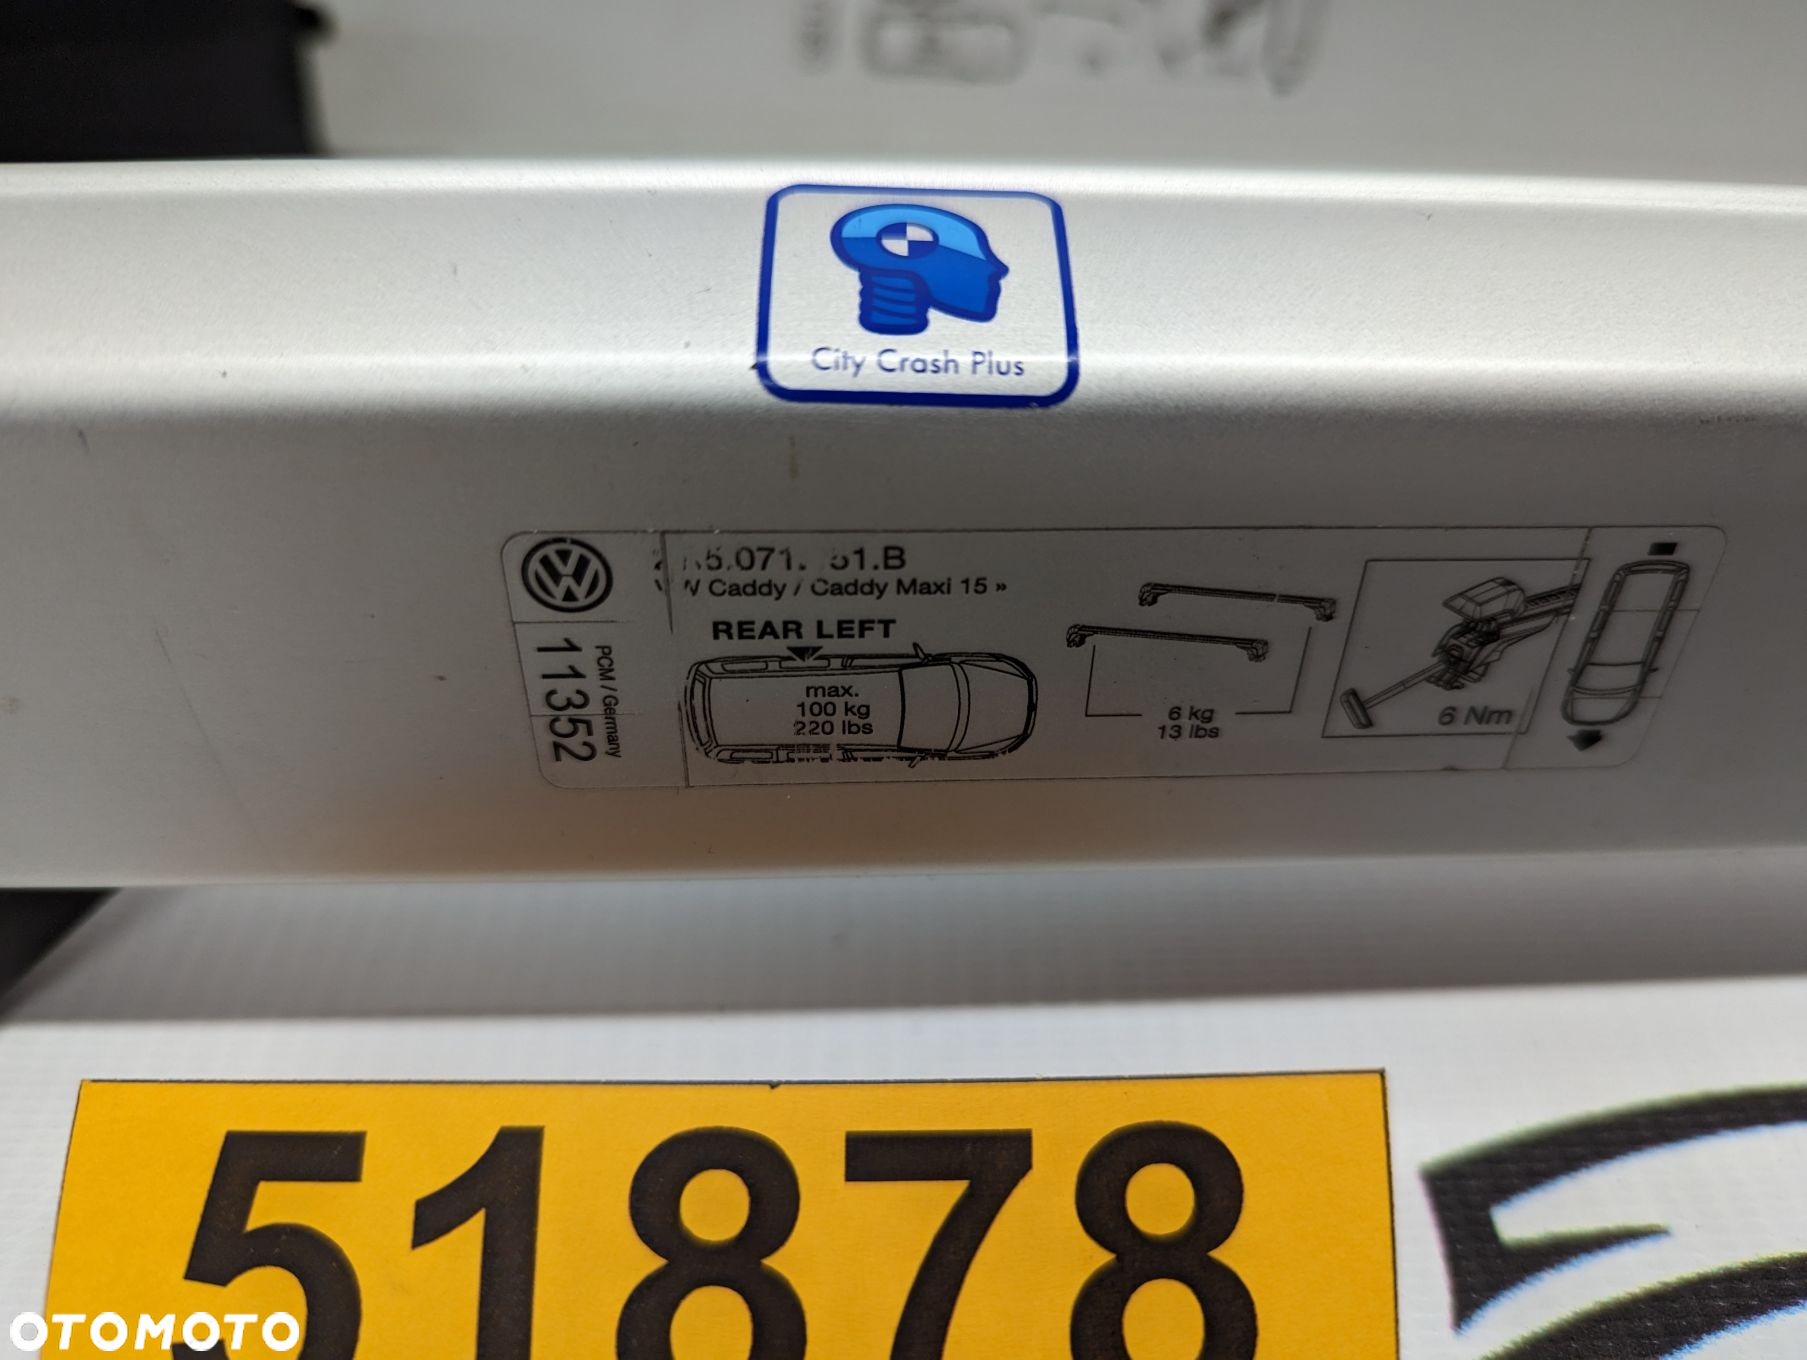 City Crash Plus
W Caddy / Caddy Maxi 15 »
REAR LEFT
max.
100 kg
220 lbs
6 kg
13 lbs
6 Nm
11352
PCM / Germany
51878
OTOMOTO